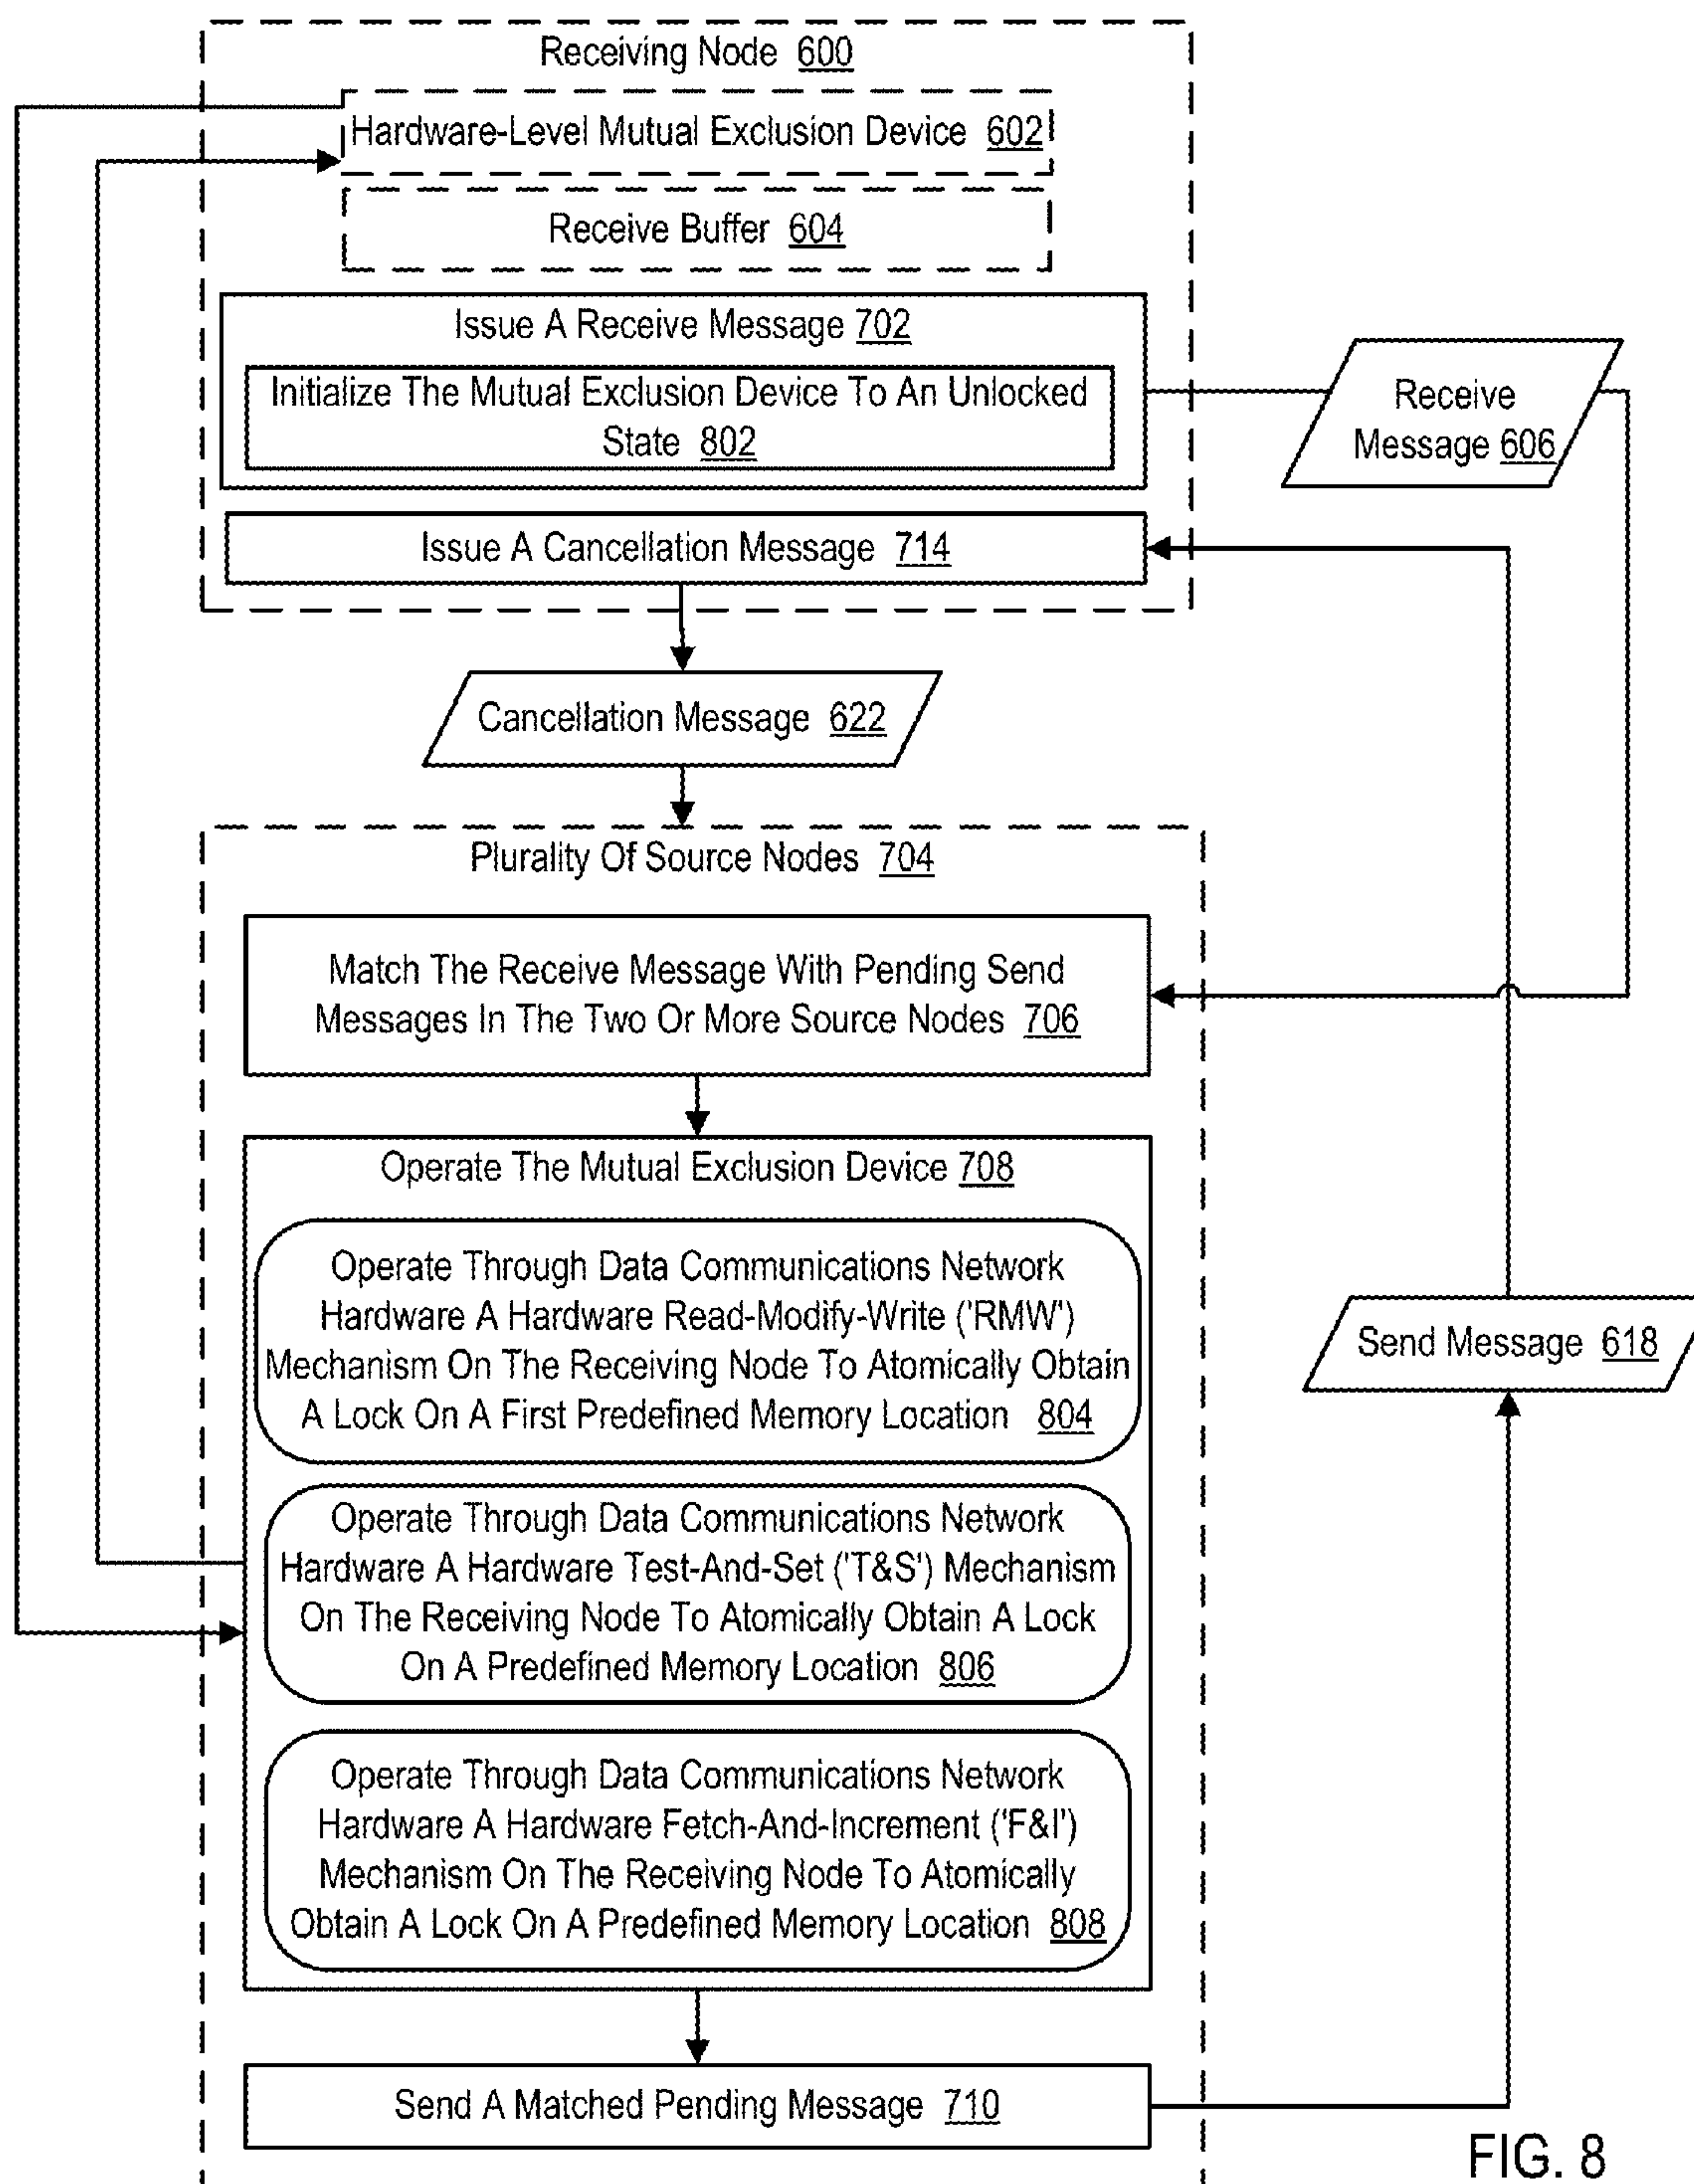 Receiving Node 600
Hardware-Level Mutual Exclusion Device 602
Receive Buffer 604
Issue A Receive Message 702
Initialize The Mutual Exclusion Device To An Unlocked
State 802
Receive
Message 606
Issue A Cancellation Message 714
Cancellation Message 622
Plurality Of Source Nodes 704
Match The Receive Message With Pending Send
Messages In The Two Or More Source Nodes 706
Operate The Mutual Exclusion Device 708
Operate Through Data Communications Network
Hardware A Hardware Read-Modify-Write ('RMW')
Mechanism On The Receiving Node To Atomically Obtain
A Lock On A First Predefined Memory Location 804
Send Message 618
Operate Through Data Communications Network
Hardware A Hardware Test-And-Set ('T&S') Mechanism
On The Receiving Node To Atomically Obtain A Lock
On A Predefined Memory Location 806
Operate Through Data Communications Network
Hardware A Hardware Fetch-And-Increment ('F&I')
Mechanism On The Receiving Node To Atomically
Obtain A Lock On A Predefined Memory Location 808
Send A Matched Pending Message 710
FIG. 8